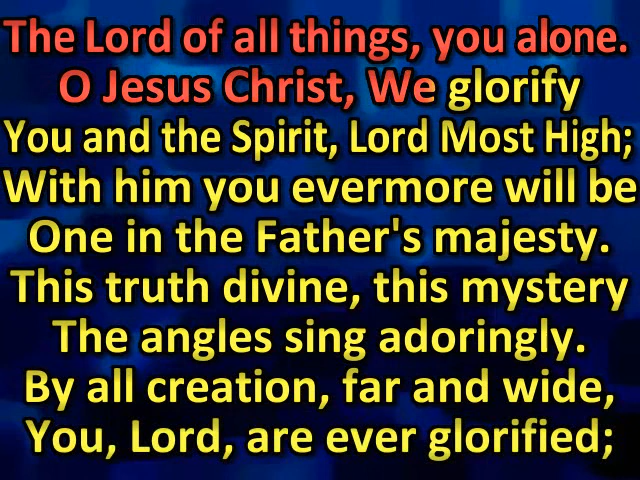 The Lord of all things, you alone.
O Jesus Christ, We glorify
You and the Spirit, Lord Most High;
With him you evermore will be
One in the Father's majesty.
This truth divine, this mystery
The angles sing adoringly.
By all creation, far and wide,
You, Lord, are ever glorified;